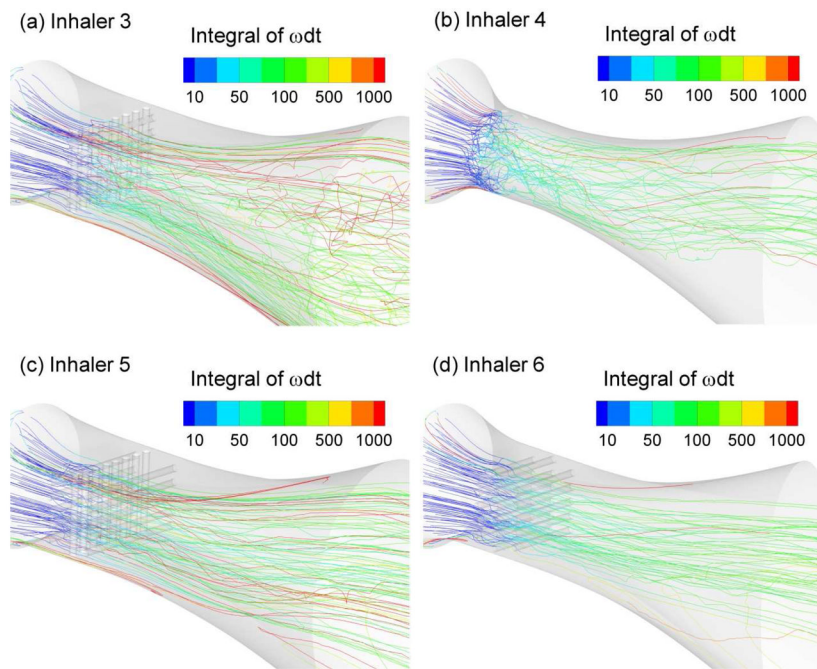 (a) Inhaler 3
Integral of ωdt
10 50 100 500 1000
(b) Inhaler 4
Integral of ωdt
10 50 100 500 1000
(c) Inhaler 5
Integral of ωdt
10 50 100 500 1000
(d) Inhaler 6
Integral of ωdt
10 50 100 500 1000